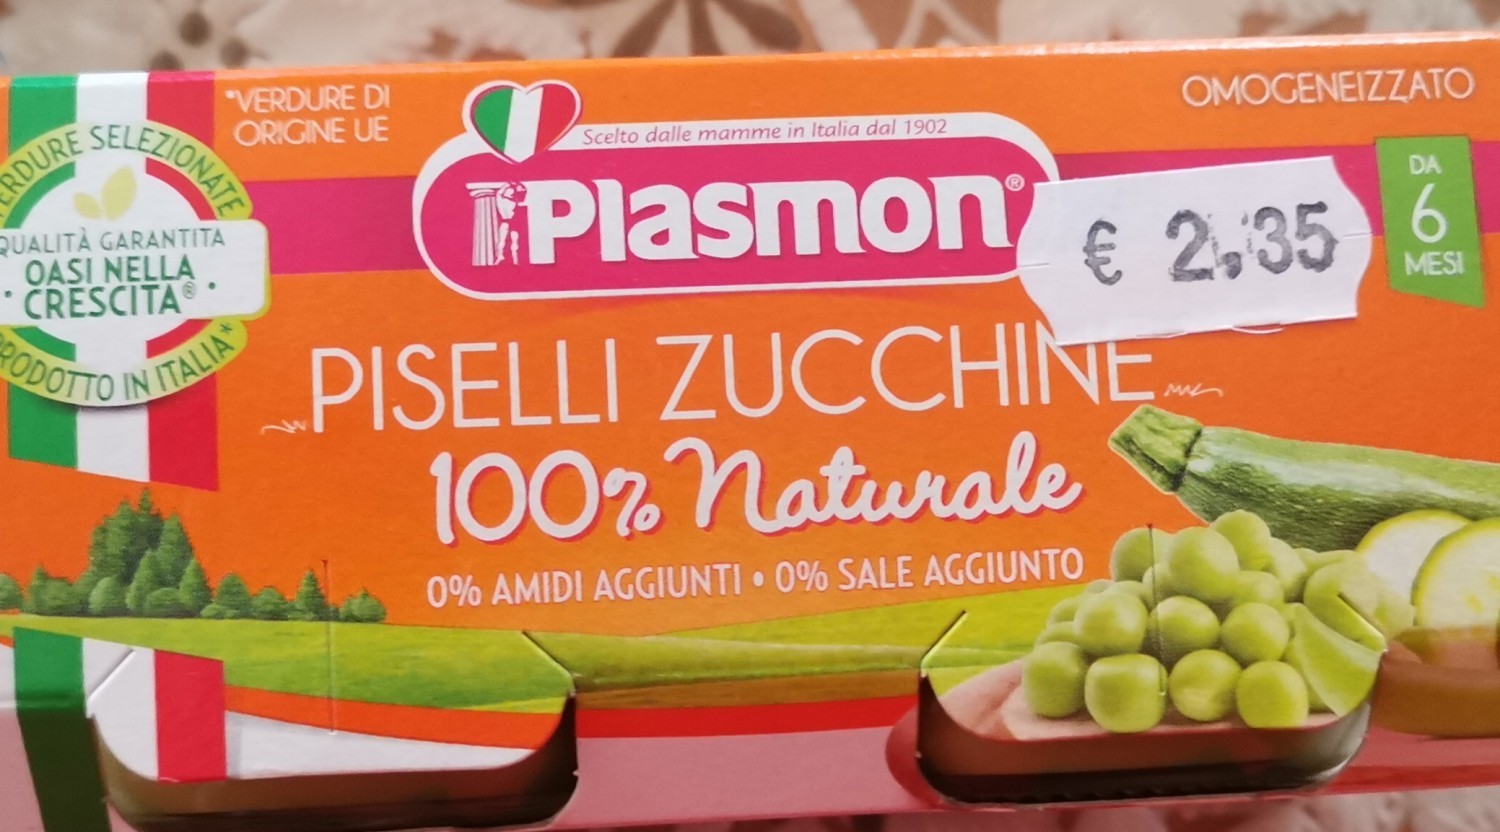 *VERDURE DI
ORIGINE UE
OMOGENEIZZATO
VERDURE SELEZIONATE
QUALITÀ GARANTITA
OASI NELLA
· CRESCITA® ·
PRODOTTO IN ITALIA*
Scelto dalle mamme in Italia dal 1902
Plasmon®
€ 2.35
DA
6
MESI
PISELLI ZUCCHINE
100% Naturale
0% AMIDI AGGIUNTI • 0% SALE AGGIUNTO